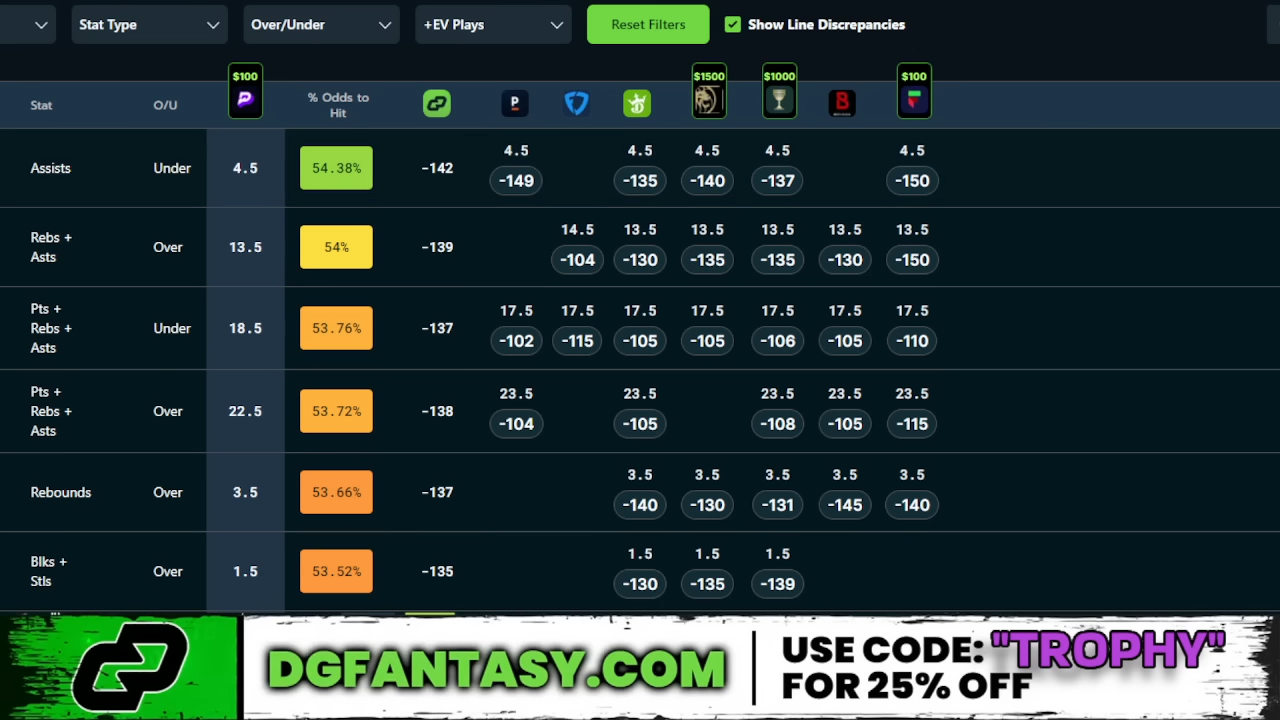 Stat Type
Over/Under
+EV Plays
Reset Filters
Show Line Discrepancies
$100
$1500
$1000
$100
Stat
O/U
% Odds to
Hit
P
B
4.5 4.5 4.5 4.5 4.5
Assists Under 4.5 54.38% -142 -149 -135 -140 -137 -150
14.5 13.5 13.5 13.5 13.5 13.5
Rebs +
Asts
Over 13.5 54% -139 -104 -130 -135 -135 -130 -150
17.5 17.5 17.5 17.5 17.5 17.5 17.5
Pts +
Rebs +
Asts
Under 18.5 53.76% -137 -102 -115 -105 -105 -106 -105 -110
23.5 23.5 23.5 23.5 23.5
Pts +
Rebs +
Asts
Over 22.5 53.72% -138 -104 -105 -108 -105 -115
3.5 3.5 3.5 3.5 3.5
Rebounds Over 3.5 53.66% -137 -140 -130 -131 -145 -140
1.5 1.5 1.5
Blks +
Stls
Over 1.5 53.52% -135 -130 -135 -139
DGFANTASY.COM
USE CODE: "TROPHY"
FOR 25% OFF